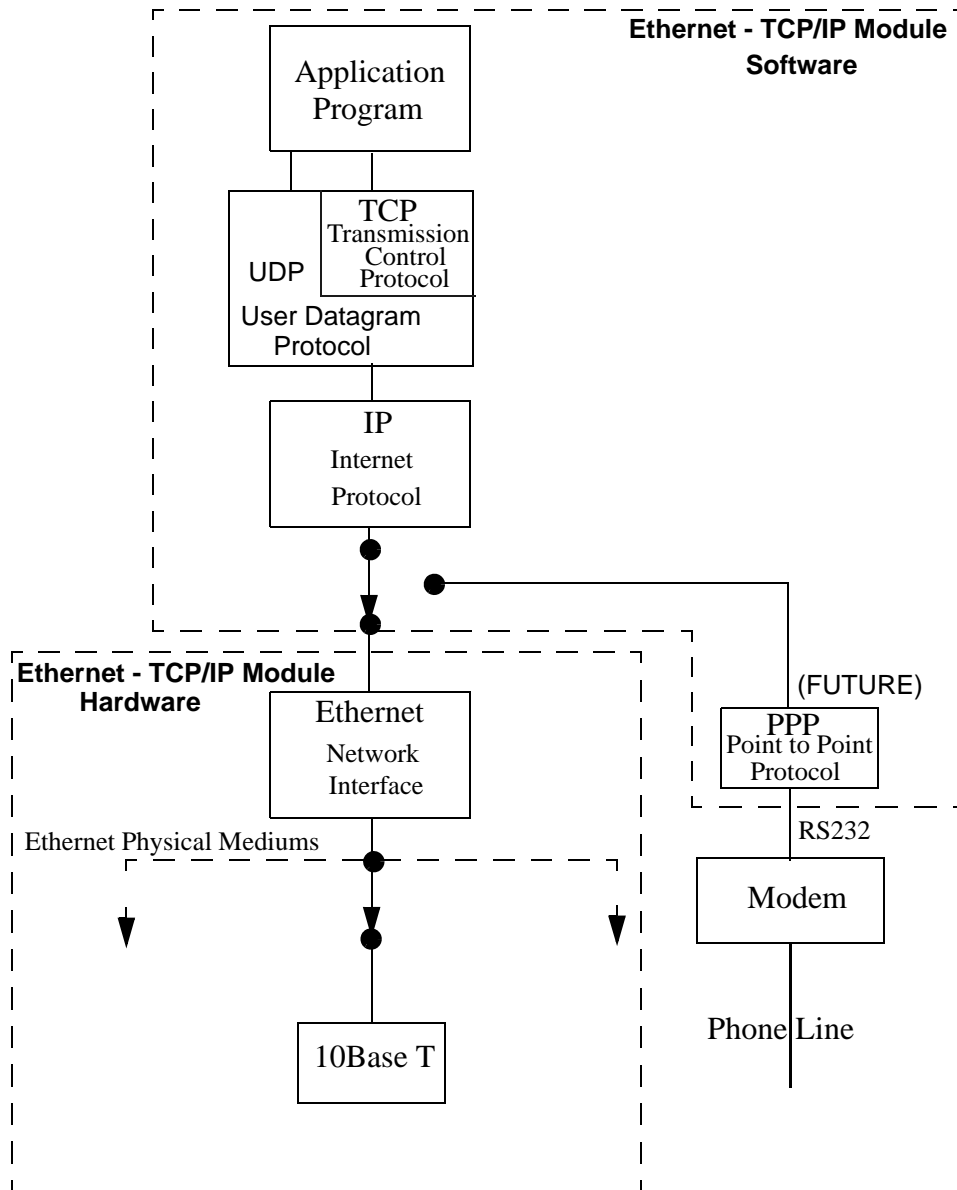 Ethernet - TCP/IP Module
Software
Application
Program
TCP
Transmission
Control
Protocol
UDP
User Datagram
Protocol
IP
Internet
Protocol
Ethernet - TCP/IP Module
Hardware
(FUTURE)
Ethernet
Network
Interface
PPP
Point to Point
Protocol
Ethernet Physical Mediums
RS232
Modem
Phone Line
10Base T